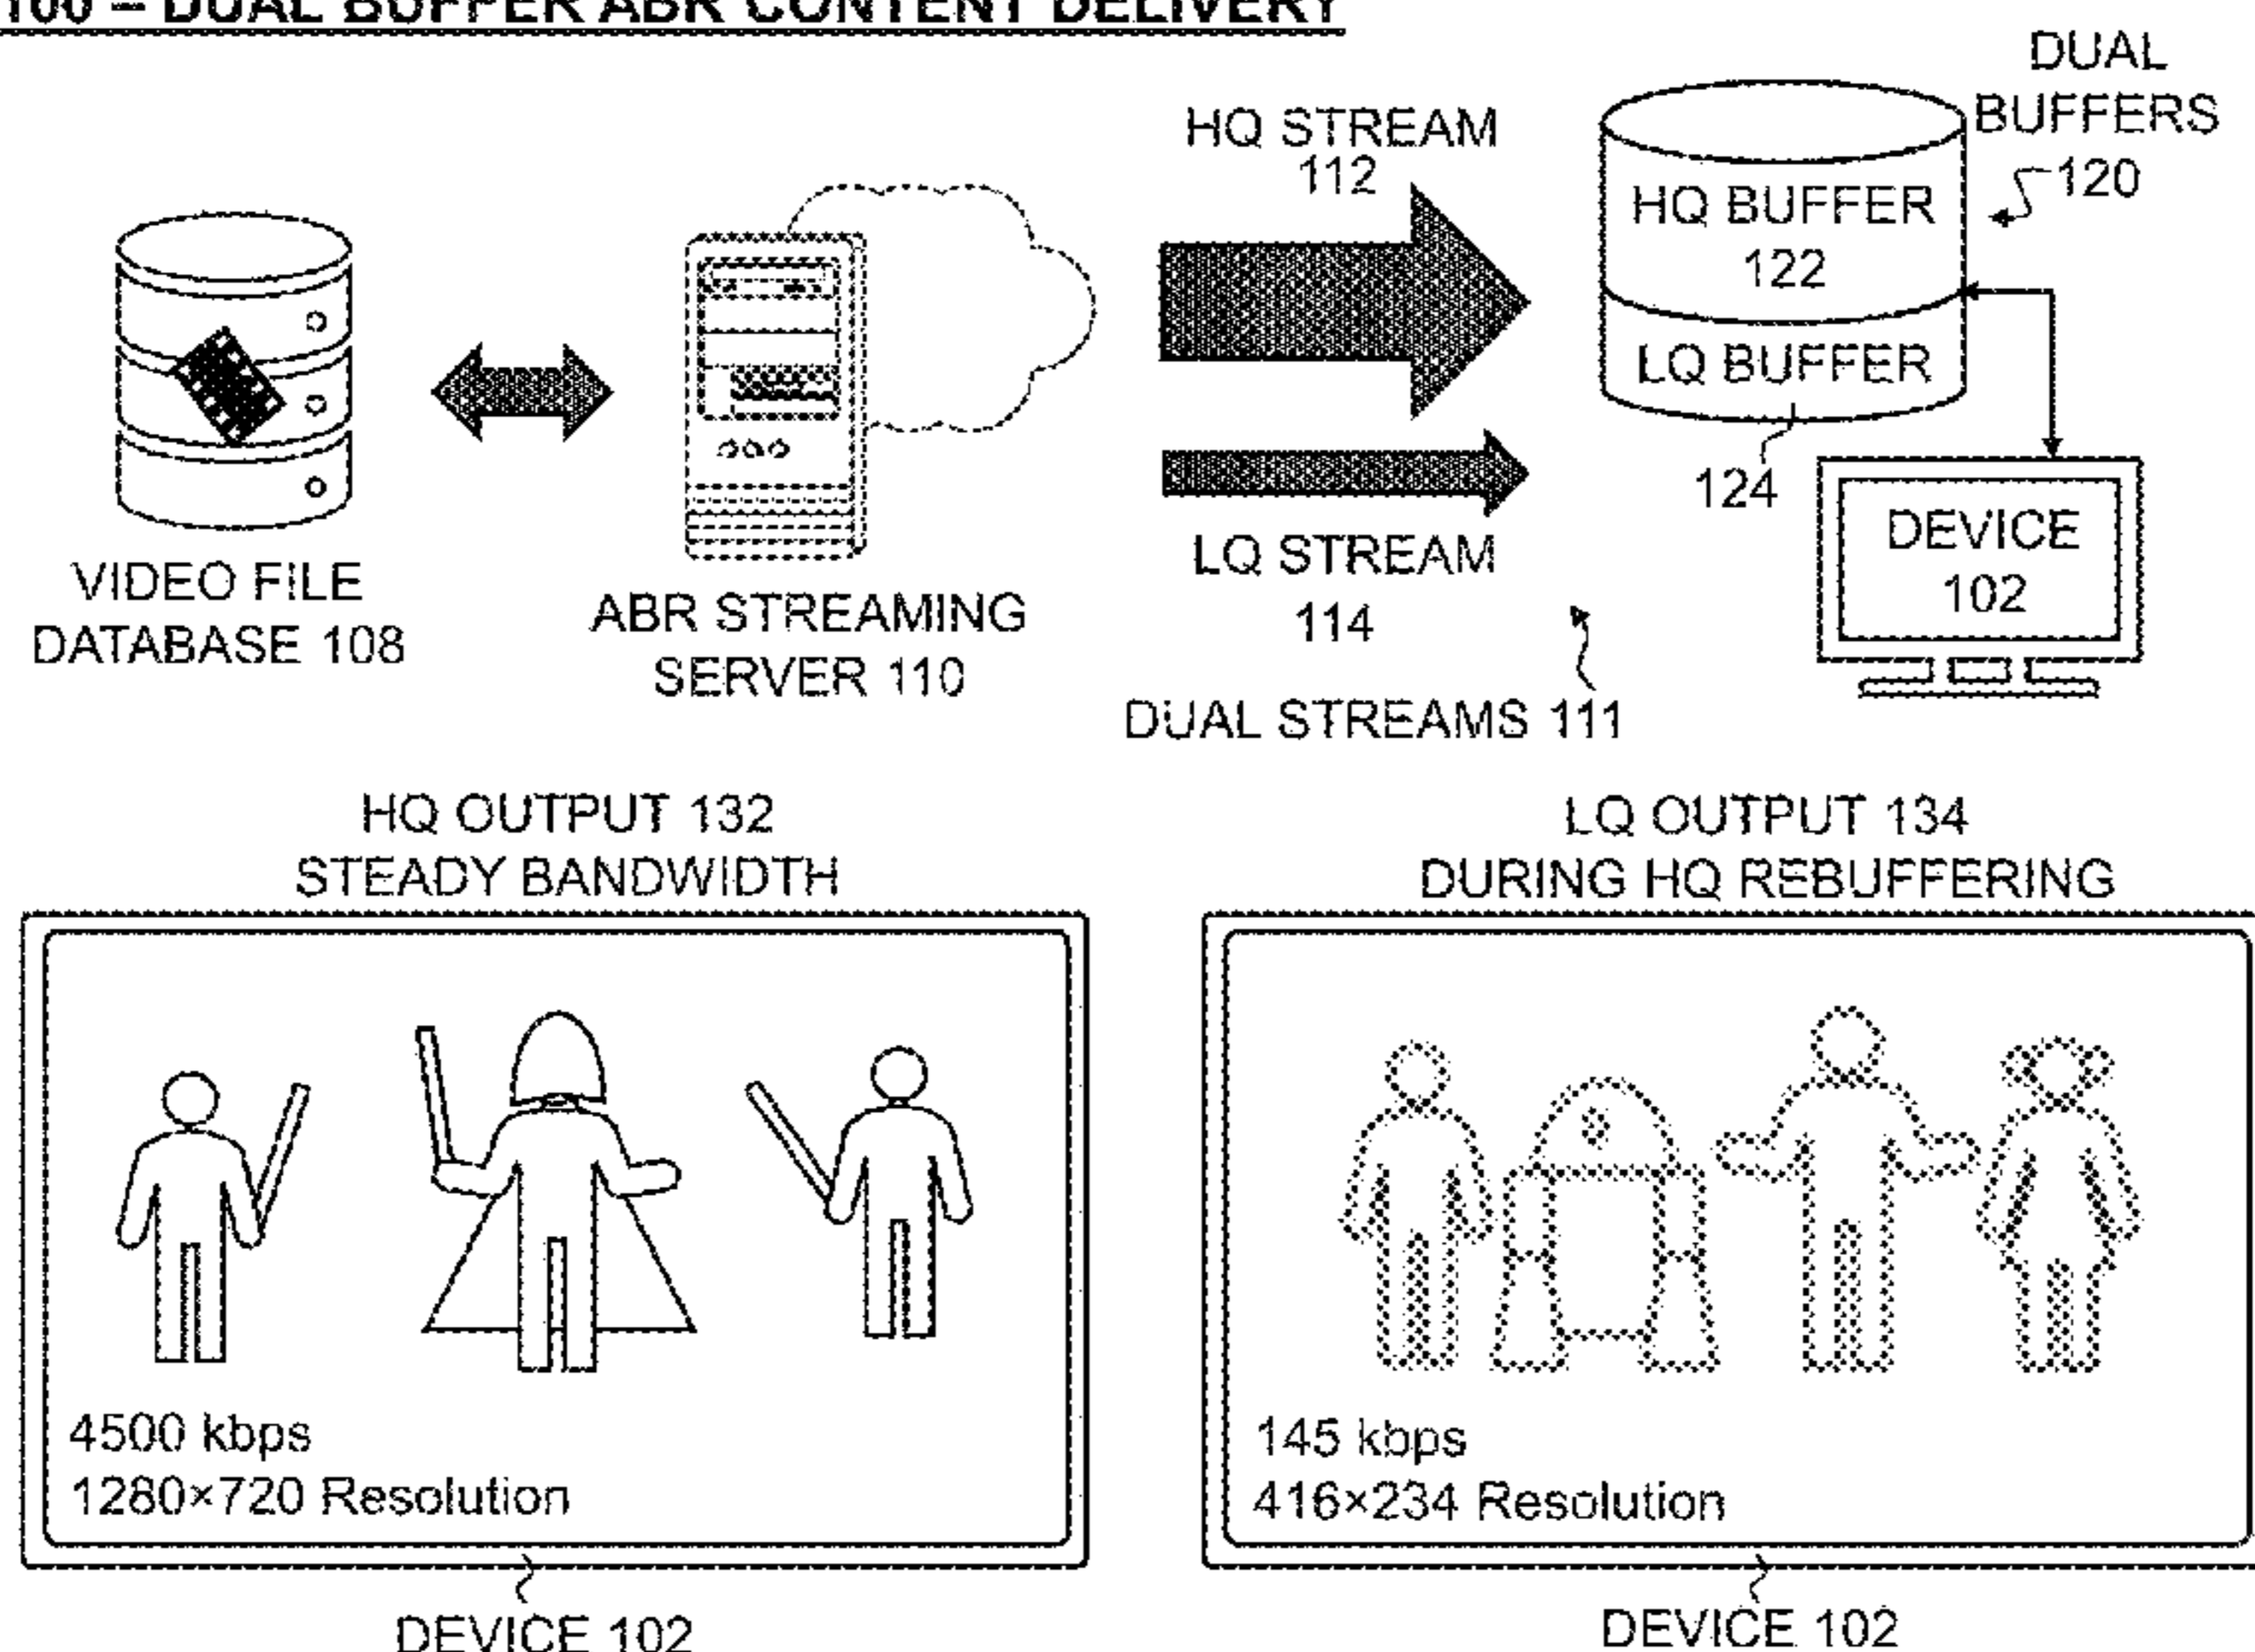 100 – DUAL BUFFER ABR CONTENT DELIVERY
DUAL
BUFFERS
120
HQ STREAM
112
HQ BUFFER
122
LQ BUFFER
124
DEVICE
102
VIDEO FILE
DATABASE 108
ABR STREAMING
SERVER 110
LQ STREAM
114
DUAL STREAMS 111
HQ OUTPUT 132
STEADY BANDWIDTH
4500 kbps
1280×720 Resolution
DEVICE 102
LQ OUTPUT 134
DURING HQ REBUFFERING
145 kbps
416×234 Resolution
DEVICE 102